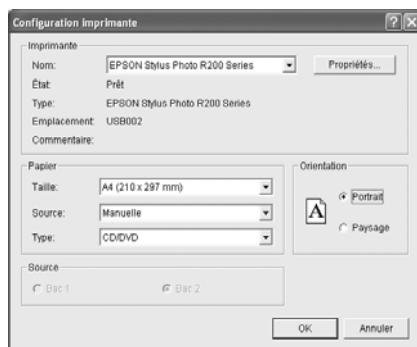 Configuration imprimante
Imprimante
Nom: EPSON Stylus Photo R200 Series Propriétés...
État: Prêt
Type: EPSON Stylus Photo R200 Series
Emplacement: USB002
Commentaire:
Papier
Taille: A4 (210 x 297 mm)
Source: Manuelle
Type: CD/DVD
Orientation
A
Portrait
Paysage
Source
Bac 1 Bac 2
OK Annuler